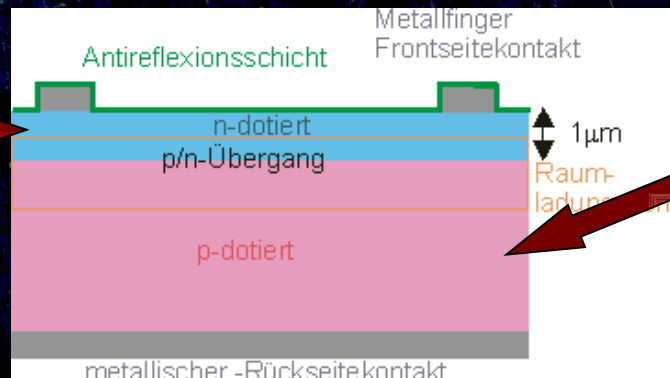 Metallfinger
Frontseitekontakt
Antireflexionsschicht
n-dotiert
1µm
p/n-Übergang
Raum-
p-dotiert
metallischer -Rückseitekontakt